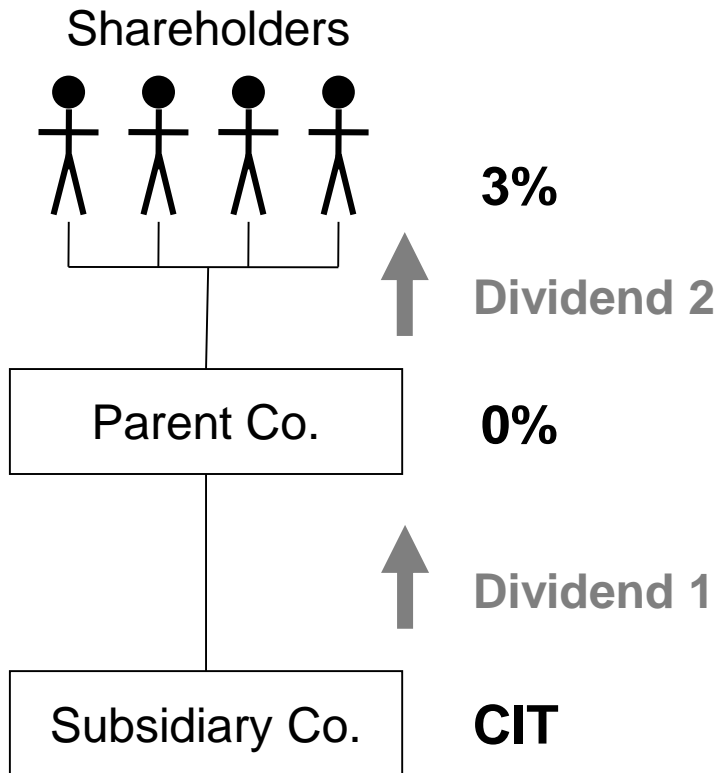 Shareholders
3%
Dividend 2
Parent Co.
0%
Dividend 1
Subsidiary Co.
CIT